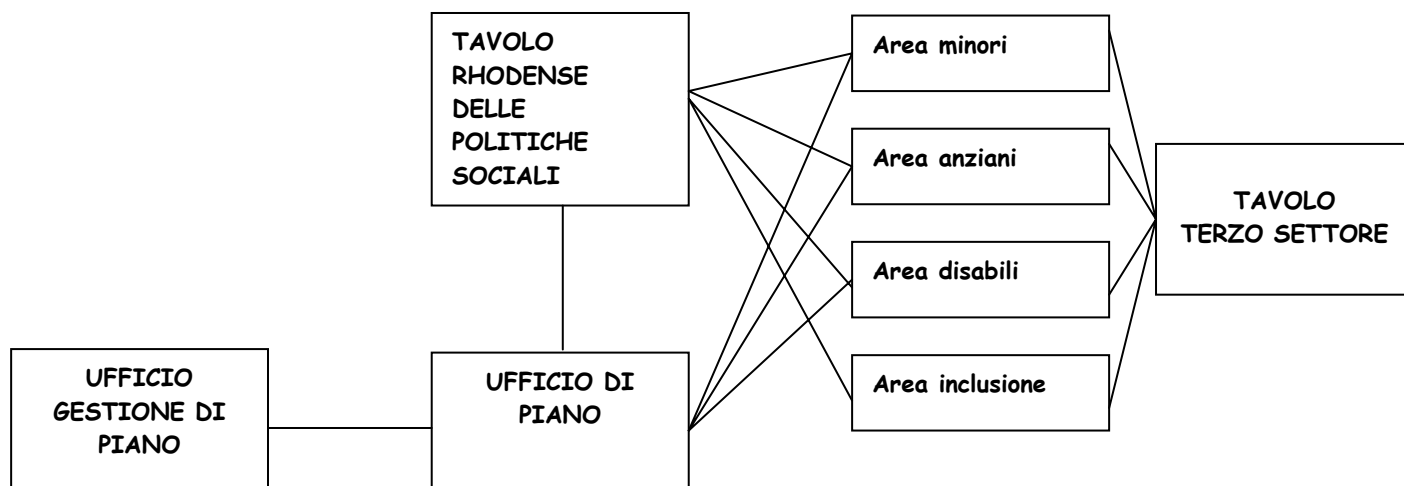 TAVOLO
RHODENSE
DELLE
POLITICHE
SOCIALI
Area minori
Area anziani
Area disabili
Area inclusione
TAVOLO
TERZO SETTORE
UFFICIO
GESTIONE DI
PIANO
UFFICIO DI
PIANO